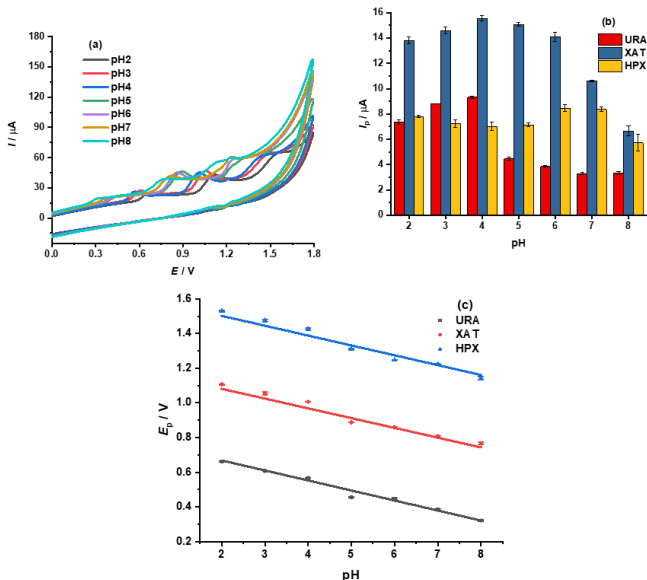 (a)
pH2
pH3
pH4
pH5
pH6
pH7
pH8
180
150
120
90
60
30
0
I / µA
0.0 0.3 0.6 0.9 1.2 1.5 1.8
E / V
(b)
URA
XAT
HPX
16
14
12
10
8
6
4
2
0
Ip / µA
2 3 4 5 6 7 8
pH
(c)
URA
XAT
HPX
1.6
1.4
1.2
1.0
0.8
0.6
0.4
0.2
Ep / V
2 3 4 5 6 7 8
pH